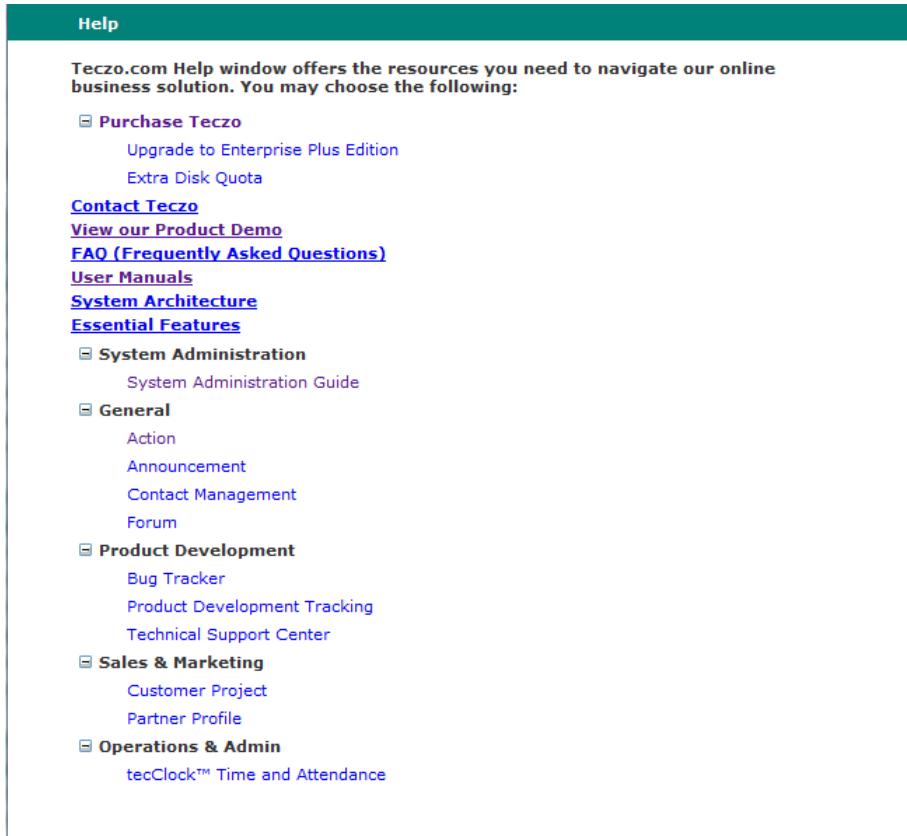 Help
Teczo.com Help window offers the resources you need to navigate our online
business solution. You may choose the following:
Purchase Teczo
Upgrade to Enterprise Plus Edition
Extra Disk Quota
Contact Teczo
View our Product Demo
FAQ (Frequently Asked Questions)
User Manuals
System Architecture
Essential Features
System Administration
System Administration Guide
General
Action
Announcement
Contact Management
Forum
Product Development
Bug Tracker
Product Development Tracking
Technical Support Center
Sales & Marketing
Customer Project
Partner Profile
Operations & Admin
tecClock™ Time and Attendance